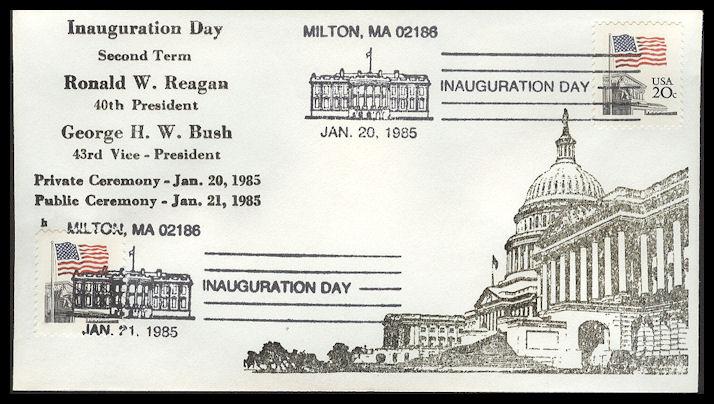 Inauguration Day
Second Term
Ronald W. Reagan
40th President
George H. W. Bush
43rd Vice - President
Private Ceremony - Jan. 20, 1985
Public Ceremony - Jan. 21, 1985
h
MILTON, MA 02186
INAUGURATION DAY
JAN. 20, 1985
USA
20c
MILTON, MA 02186
INAUGURATION DAY
JAN. 21, 1985